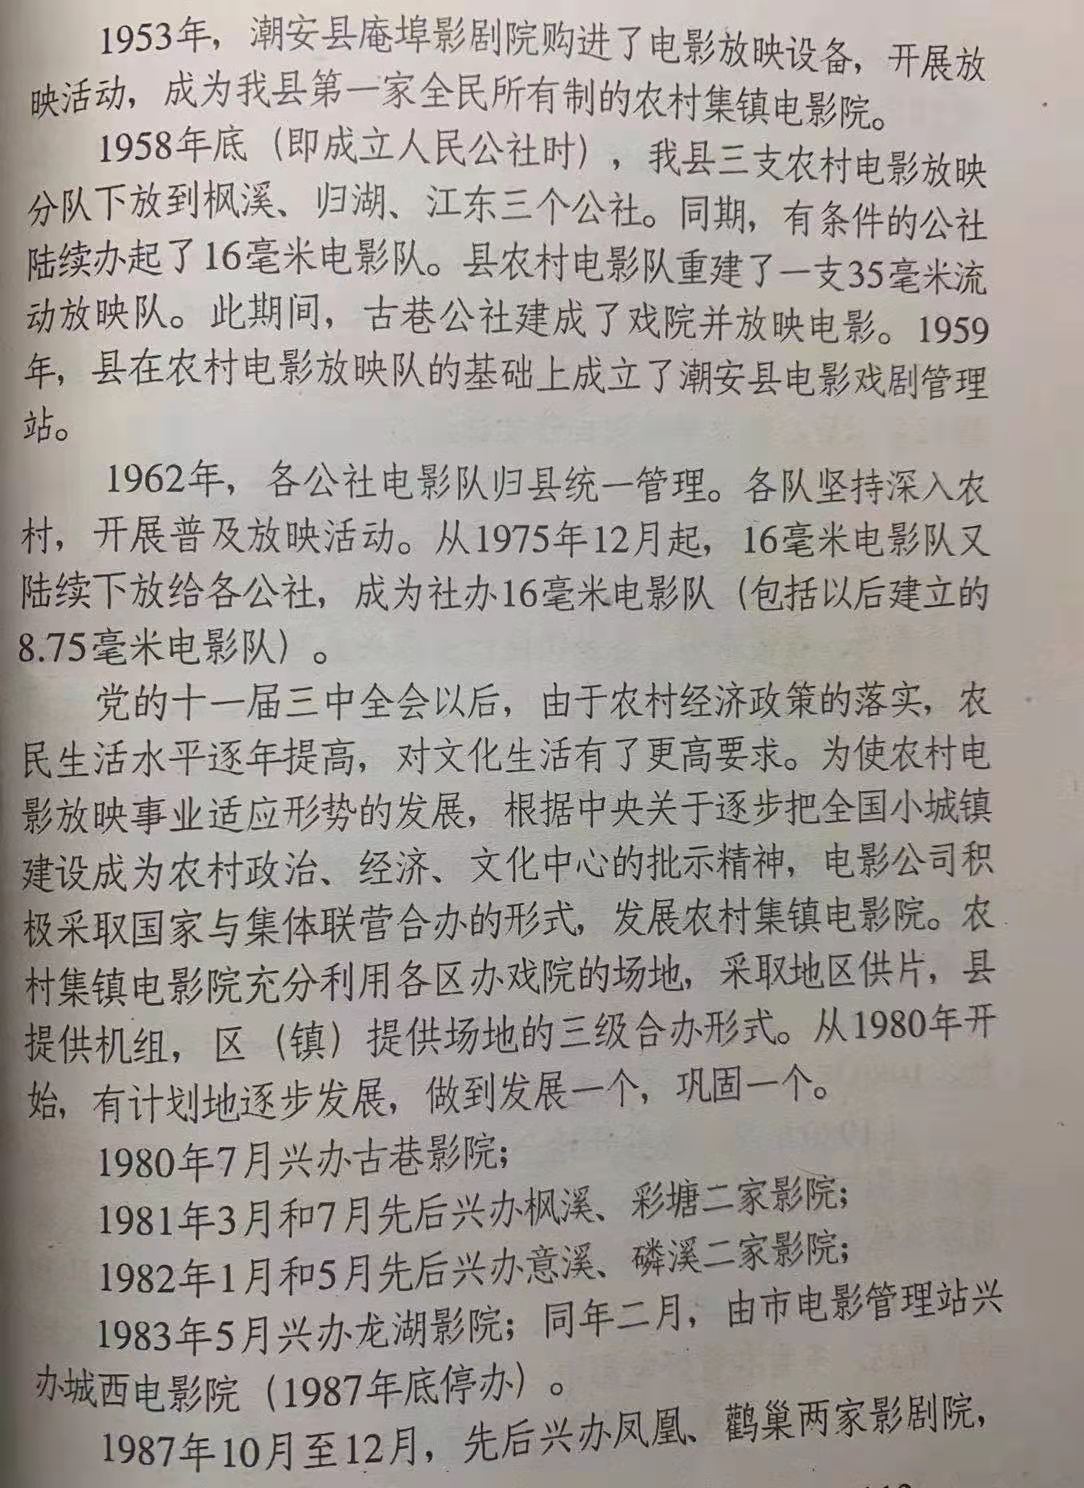 1953年，潮安县庵埠影剧院购进了电影放映设备，开展放
映活动，成为我县第一家全民所有制的农村集镇电影院。
1958年底（即成立人民公社时），我县三支农村电影放映
分队下放到枫溪、归湖、江东三个公社。同期，有条件的公社
陆续办起了16毫米电影队。县农村电影队重建了一支35毫米流
动放映队。此期间，古巷公社建成了戏院并放映电影。1959
年，县在农村电影放映队的基础上成立了潮安县电影戏剧管理
站。
1962年，各公社电影队归县统一管理。各队坚持深入农
村，开展普及放映活动。从1975年12月起，16毫米电影队又
陆续下放给各公社，成为社办16毫米电影队（包括以后建立的
8.75毫米电影队）。
党的十一届三中全会以后，由于农村经济政策的落实，农
民生活水平逐年提高，对文化生活有了更高要求。为使农村电
影放映事业适应形势的发展，根据中央关于逐步把全国小城镇
建设成为农村政治、经济、文化中心的批示精神，电影公司积
极采取国家与集体联营合办的形式，发展农村集镇电影院。农
村集镇电影院充分利用各区办戏院的场地，采取地区供片，县
提供机组，区（镇）提供场地的三级合办形式。从1980年开
始，有计划地逐步发展，做到发展一个，巩固一个。
1980年7月兴办古巷影院；
1981年3月和7月先后兴办枫溪、彩塘二家影院；
1982年1月和5月先后兴办意溪、磷溪二家影院；
1983年5月兴办龙湖影院；同年二月，由市电影管理站兴
办城西电影院（1987年底停办）。
1987年10月至12月，先后兴办凤凰、鹳巢两家影剧院，